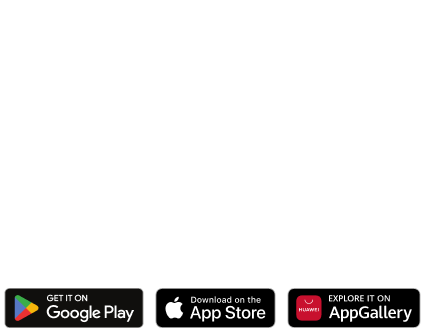 GET IT ON
Google Play
Download on the
App Store
EXPLORE IT ON
HUAWEI
AppGallery